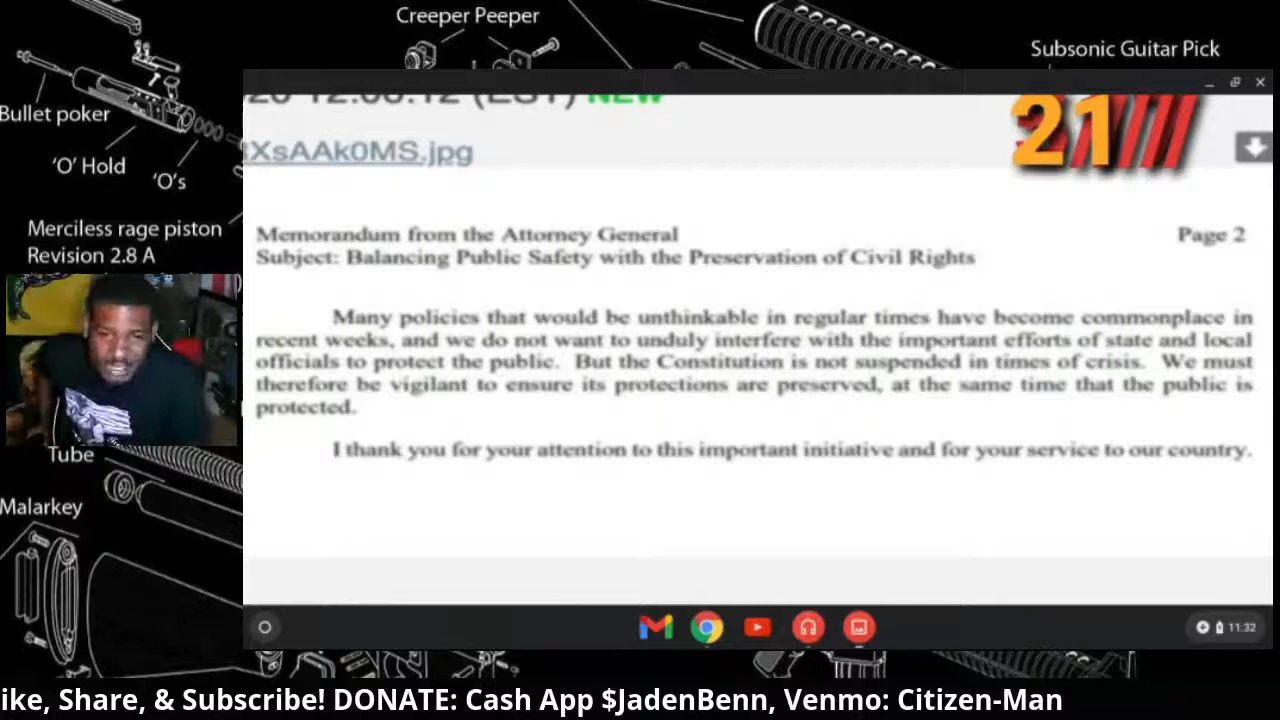 Creeper Peeper
Subsonic Guitar Pick
Bullet poker
'O' Hold
'O's
Merciless rage piston
Revision 2.8 A
Tube
Malarkey
(EST) NEW
XsAAk0MS.jpg
21
Memorandum from the Attorney General Page 2
Subject: Balancing Public Safety with the Preservation of Civil Rights
Many policies that would be unthinkable in regular times have become commonplace in
recent weeks, and we do not want to unduly interfere with the important efforts of state and local
officials to protect the public. But the Constitution is not suspended in times of crisis. We must
therefore be vigilant to ensure its protections are preserved, at the same time that the public is
protected.
I thank you for your attention to this important initiative and for your service to our country.
11:32
ike, Share, & Subscribe! DONATE: Cash App $JadenBenn, Venmo: Citizen-Man